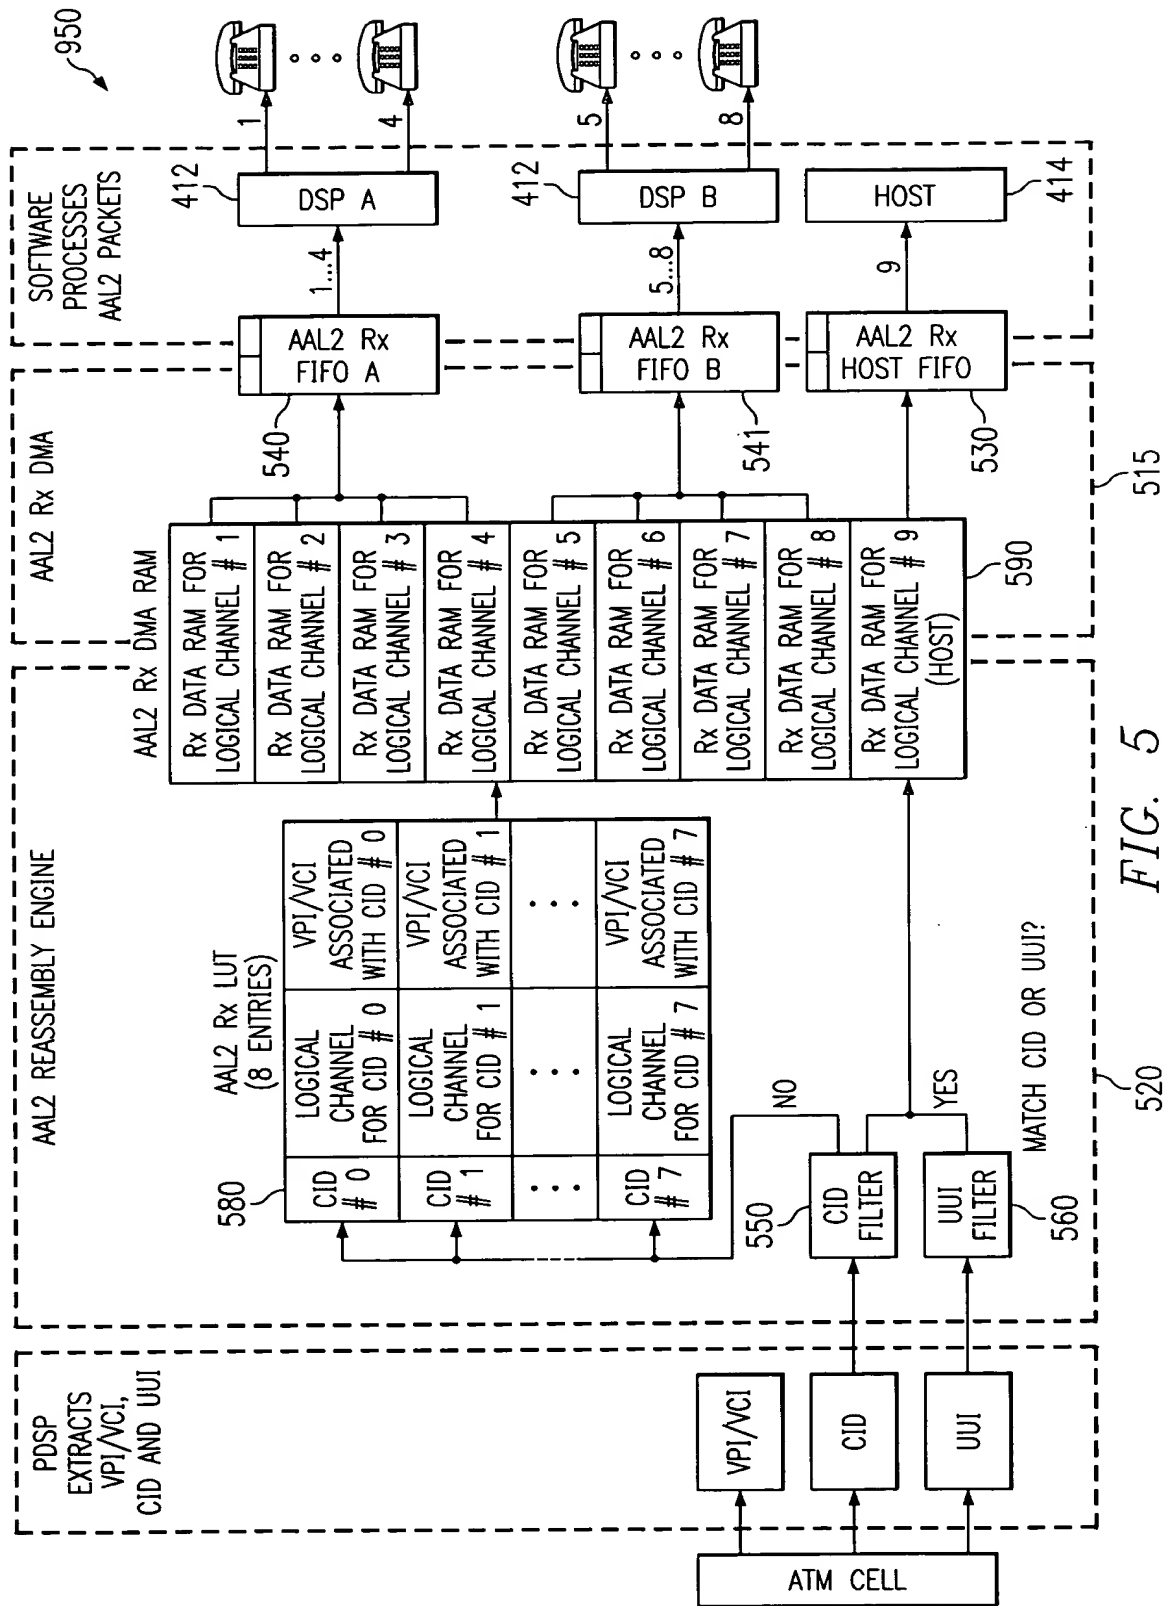 950
PDSP
EXTRACTS
VPI/VCI,
CID AND UUI
AAL2 REASSEMBLY ENGINE
AAL2 Rx DMA
SOFTWARE
PROCESSES
AAL2 PACKETS
ATM CELL
VPI/VCI
CID
UUI
550
CID
FILTER
UUI
FILTER
560
NO
YES
MATCH CID OR UUI?
520
580
AAL2 Rx LUT
(8 ENTRIES)
CID
# 0
LOGICAL
CHANNEL
FOR CID # 0
VPI/VCI
ASSOCIATED
WITH CID # 0
CID
# 1
LOGICAL
CHANNEL
FOR CID # 1
VPI/VCI
ASSOCIATED
WITH CID # 1
...
...
...
CID
# 7
LOGICAL
CHANNEL
FOR CID # 7
VPI/VCI
ASSOCIATED
WITH CID # 7
AAL2 Rx DMA RAM
Rx DATA RAM FOR
LOGICAL CHANNEL # 1
Rx DATA RAM FOR
LOGICAL CHANNEL # 2
Rx DATA RAM FOR
LOGICAL CHANNEL # 3
Rx DATA RAM FOR
LOGICAL CHANNEL # 4
Rx DATA RAM FOR
LOGICAL CHANNEL # 5
Rx DATA RAM FOR
LOGICAL CHANNEL # 6
Rx DATA RAM FOR
LOGICAL CHANNEL # 7
Rx DATA RAM FOR
LOGICAL CHANNEL # 8
Rx DATA RAM FOR
LOGICAL CHANNEL # 9
(HOST)
590
515
540
AAL2 Rx
FIFO A
541
AAL2 Rx
FIFO B
530
AAL2 Rx
HOST FIFO
1...4
5...8
9
412
DSP A
412
DSP B
HOST
414
1
4
5
8
FIG. 5